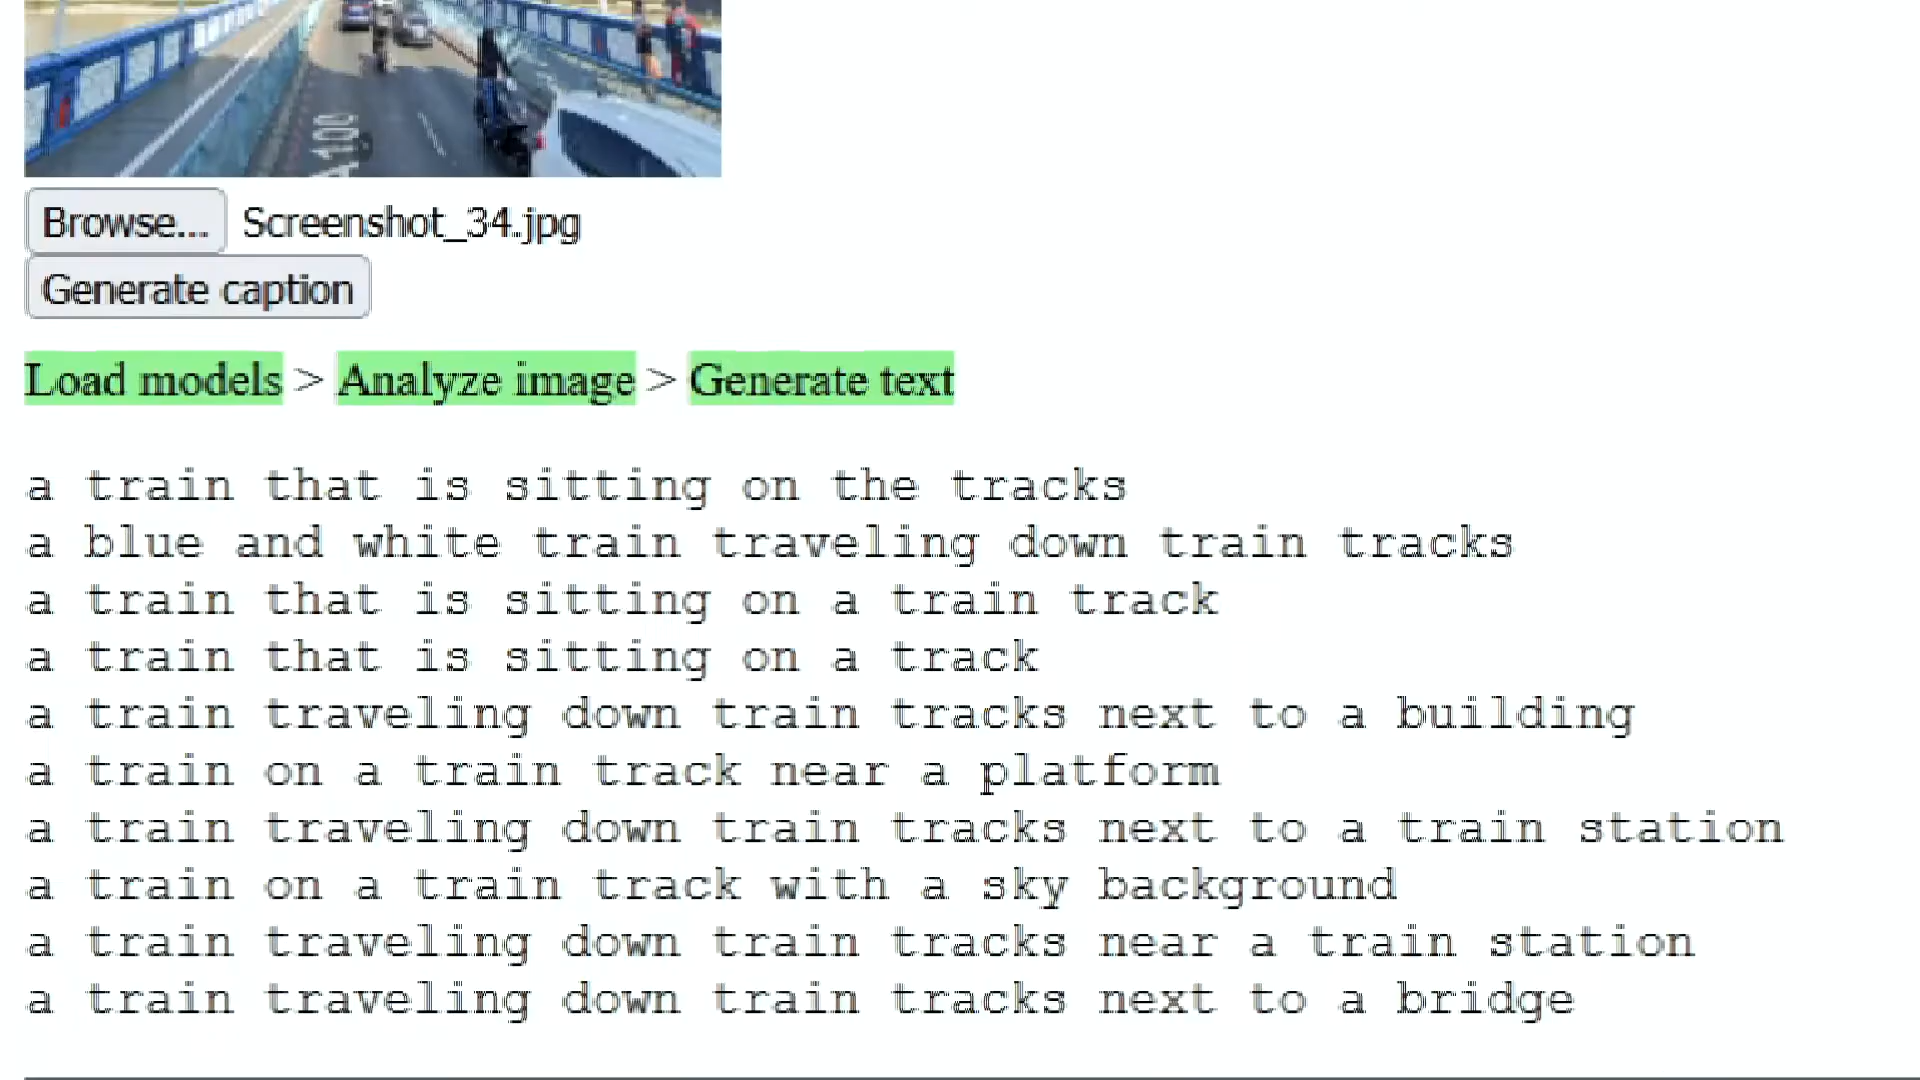 A100
Browse... Screenshot_34.jpg
Generate caption
Load models > Analyze image > Generate text
a train that is sitting on the tracks
a blue and white train traveling down train tracks
a train that is sitting on a train track
a train that is sitting on a track
a train traveling down train tracks next to a building
a train on a train track near a platform
a train traveling down train tracks next to a train station
a train on a train track with a sky background
a train traveling down train tracks near a train station
a train traveling down train tracks next to a bridge